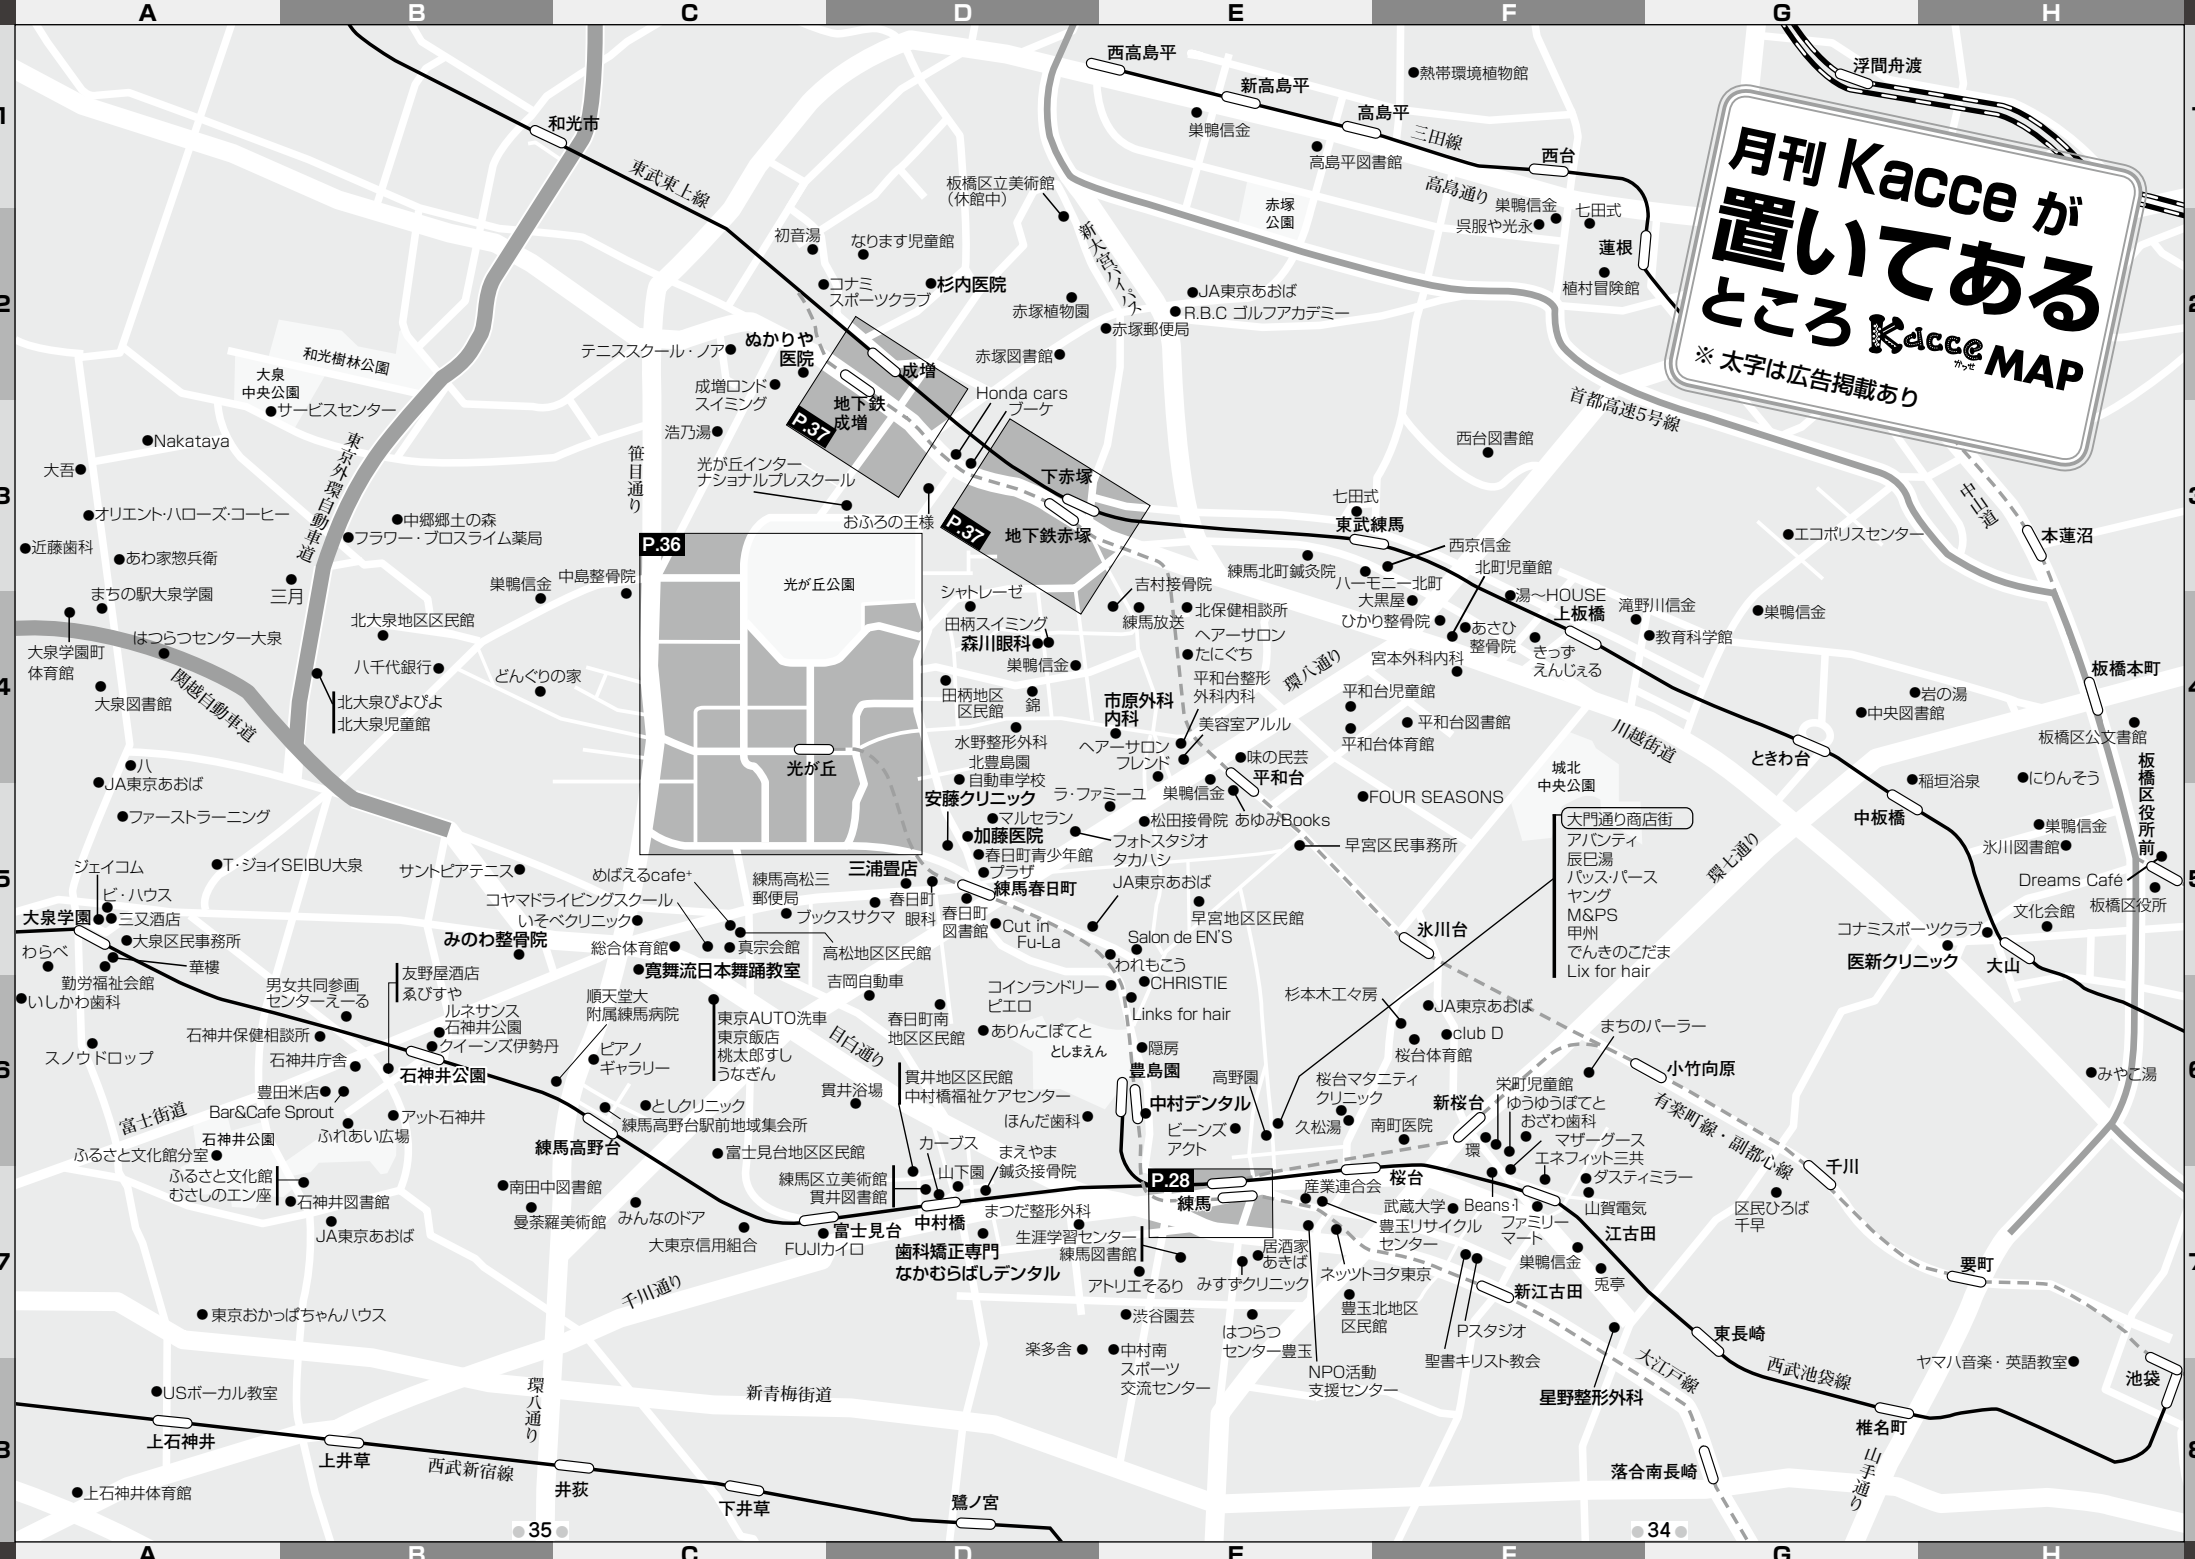 A
B
C
D
E
F
G
H
1
2
3
4
5
6
7
8
月刊 Kacce が
置いてある
ところ Kacce MAP
かっせ
※ 太字は広告掲載あり
西高島平
新高島平
高島平
三田線
西台
高島通り
浮間舟渡
熱帯環境植物館
巣鴨信金
高島平図書館
和光市
東武東上線
板橋区立美術館
(休館中)
新大宮バイパス
赤塚
公園
巣鴨信金
七田式
呉服や光永
蓮根
植村冒険館
初音湯
なります児童館
コナミ
スポーツクラブ
杉内医院
赤塚植物園
JA東京あおば
R.B.C ゴルフアカデミー
赤塚郵便局
赤塚図書館
テニススクール・ノア
ぬかりや
医院
成増
地下鉄
成増
P.37
成増ロンド
スイミング
浩乃湯
Honda cars
ブーケ
和光樹林公園
大泉
中央公園
サービスセンター
首都高速5号線
西台図書館
Nakataya
大吾
東京外環自動車道
笹目通り
光が丘インター
ナショナルプレスクール
おふろの王様
下赤塚
地下鉄赤塚
P.37
七田式
東武練馬
中山道
本蓮沼
エコポリスセンター
オリエント・ハローズ・コーヒー
近藤歯科
あわ家惣兵衛
中郷郷土の森
フラワー・プロスライム薬局
三月
まちの駅大泉学園
巣鴨信金
中島整骨院
P.36
光が丘公園
光が丘
シャトレーゼ
田柄スイミング
森川眼科
巣鴨信金
吉村接骨院
練馬放送
北保健相談所
ヘアーサロン
たにぐち
練馬北町鍼灸院
西京信金
北町児童館
ハーモニー北町
大黒屋
ひかり整骨院
湯〜HOUSE
上板橋
滝野川信金
教育科学館
巣鴨信金
あさひ
整骨院
きっず
えんじぇる
宮本外科内科
環八通り
はつらつセンター大泉
大泉学園町
体育館
大泉図書館
関越自動車道
北大泉地区区民館
八千代銀行
北大泉ぴよぴよ
北大泉児童館
どんぐりの家
田柄地区
区民館
錦
水野整形外科
北豊島園
自動車学校
市原外科
内科
平和台整形
外科内科
美容室アルル
ヘアーサロン
フレンド
味の民芸
平和台
平和台児童館
平和台図書館
平和台体育館
川越街道
岩の湯
中央図書館
板橋本町
板橋区公文書館
ときわ台
城北
中央公園
稲垣浴泉
にりんそう
中板橋
板橋区役所前
八
JA東京あおば
ファーストラーニング
安藤クリニック
ラ・ファミーユ
巣鴨信金
マルセラン
加藤医院
春日町青少年館
プラザ
フォトスタジオ
タカハシ
松田接骨院
あゆみBooks
FOUR SEASONS
早宮区民事務所
大門通り商店街
アバンティ
辰巳湯
パッス・パース
ヤング
M&PS
甲州
でんきのこだま
Lix for hair
環七通り
巣鴨信金
氷川図書館
Dreams Café
板橋区役所
文化会館
コナミスポーツクラブ
医新クリニック
大山
T・ジョイSEIBU大泉
ジェイコム
ビ・ハウス
三又酒店
大泉学園
大泉区民事務所
わらべ
華樓
勤労福祉会館
いしかわ歯科
サントピアテニス
めばえるcafe+
コヤマドライビングスクール
いそべクリニック
みのわ整骨院
総合体育館
寛舞流日本舞踊教室
練馬高松三
郵便局
三浦畳店
ブックスサクマ
真宗会館
高松地区区民館
春日町
眼科
練馬春日町
春日町
図書館
Cut in
Fu-La
JA東京あおば
早宮地区区民館
氷川台
Salon de EN'S
われもこう
CHRISTIE
Links for hair
コインランドリー
ピエロ
吉岡自動車
春日町南
地区区民館
ありんこぽてと
としまえん
隠房
豊島園
中村デンタル
杉本木工々房
JA東京あおば
club D
桜台体育館
まちのパーラー
小竹向原
みやこ湯
男女共同参画
センターえーる
友野屋酒店
ゑびすや
ルネサンス
石神井公園
クイーンズ伊勢丹
石神井保健相談所
石神井庁舎
石神井公園
スノウドロップ
豊田米店
Bar&Cafe Sprout
ふれあい広場
アット石神井
富士街道
石神井公園
ふるさと文化館分室
ふるさと文化館
むさしのエン座
石神井図書館
JA東京あおば
順天堂大
附属練馬病院
ピアノ
ギャラリー
東京AUTO洗車
東京飯店
桃太郎すし
うなぎん
目白通り
としクリニック
練馬高野台駅前地域集会所
練馬高野台
富士見台地区区民館
貫井浴場
貫井地区区民館
中村橋福祉ケアセンター
ほんだ歯科
カーブス
まえやま
鍼灸接骨院
山下園
練馬区立美術館
貫井図書館
ビーンズ
アクト
高野園
桜台マタニティ
クリニック
久松湯
南町医院
新桜台
栄町児童館
ゆうゆうぽてと
おざわ歯科
マザーグース
環
エネフィット三共
ダスティミラー
山賀電気
有楽町線・副都心線
千川
区民ひろば
千早
南田中図書館
曼荼羅美術館
みんなのドア
大東京信用組合
富士見台
FUJIカイロ
中村橋
歯科矯正専門
なかむらばしデンタル
まつだ整形外科
生涯学習センター
練馬図書館
P.28
練馬
産業連合会
桜台
豊玉リサイクル
センター
武蔵大学
Beans1
ファミリー
マート
江古田
巣鴨信金
兎亭
新江古田
居酒家
あきば
アトリエそるり
みすずクリニック
ネッツトヨタ東京
豊玉北地区
区民館
要町
千川通り
東京おかっぱちゃんハウス
渋谷園芸
楽多舎
中村南
スポーツ
交流センター
はつらつ
センター豊玉
NPO活動
支援センター
Pスタジオ
聖書キリスト教会
星野整形外科
東長崎
大江戸線
西武池袋線
ヤマハ音楽・英語教室
池袋
USボーカル教室
上石神井
上井草
西武新宿線
環八通り
新青梅街道
井荻
下井草
鷺ノ宮
上石神井体育館
落合南長崎
椎名町
山手通り
35
34
A
B
C
D
E
F
G
H